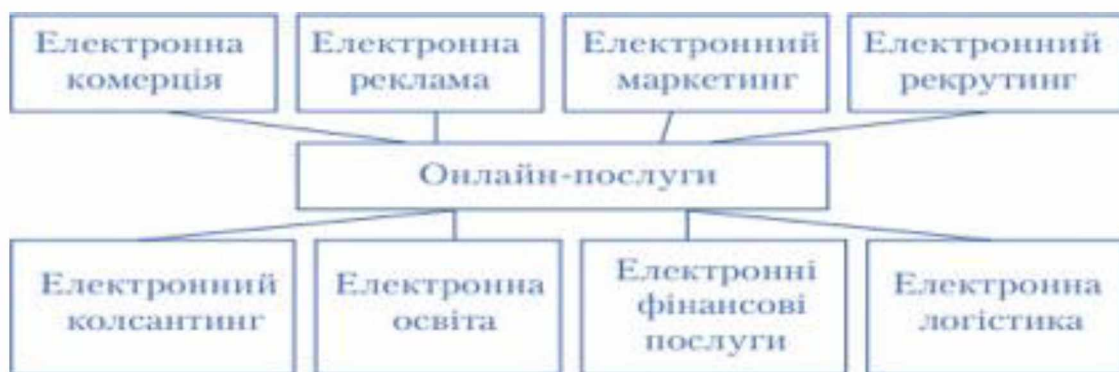 Електронна
комерція
Електронна
реклама
Електронний
маркетинг
Електронний
рекрутинг
Онлайн-послуги
Електронний
колсантинг
Електронна
освіта
Електронні
фінансові
послуги
Електронна
логістика